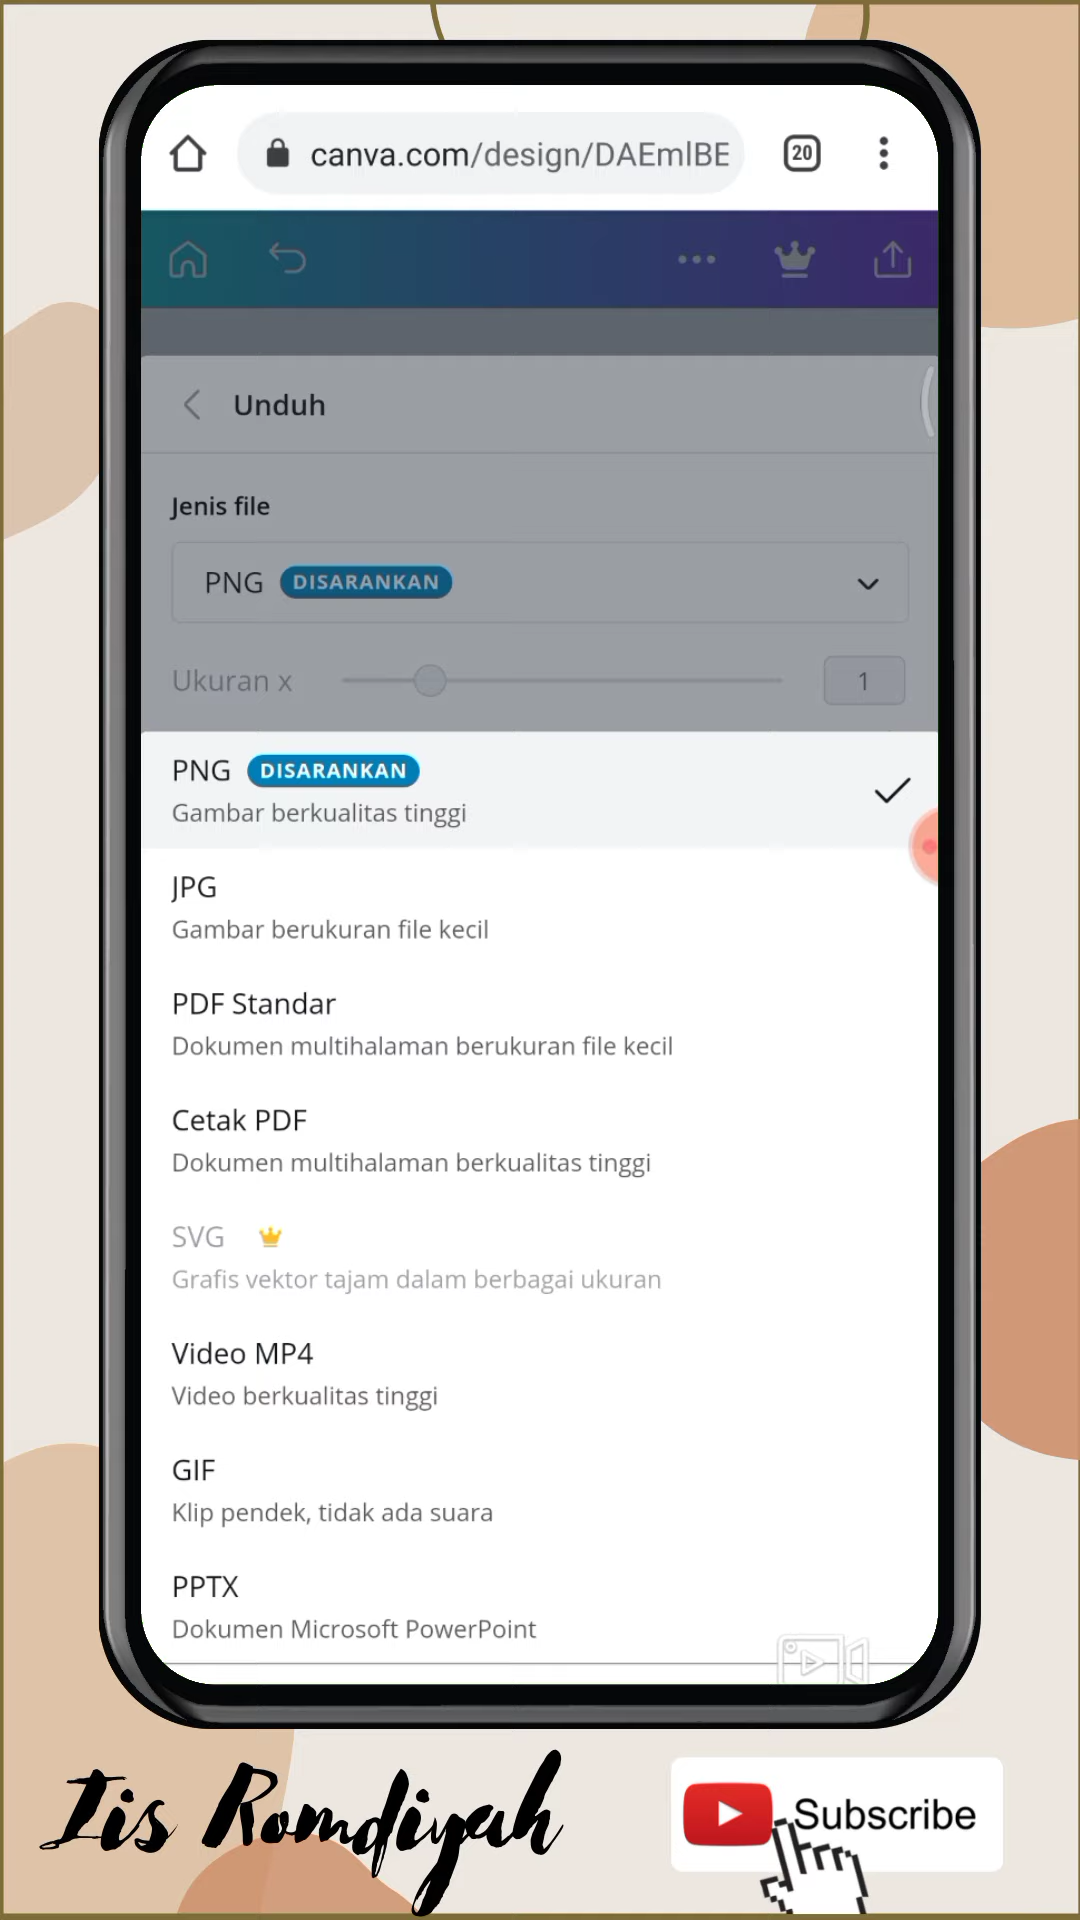 canva.com/design/DAEmlBE
20
Unduh
Jenis file
PNG DISARANKAN
Ukuran x 1
PNG DISARANKAN
Gambar berkualitas tinggi
JPG
Gambar berukuran file kecil
PDF Standar
Dokumen multihalaman berukuran file kecil
Cetak PDF
Dokumen multihalaman berkualitas tinggi
SVG
Grafis vektor tajam dalam berbagai ukuran
Video MP4
Video berkualitas tinggi
GIF
Klip pendek, tidak ada suara
PPTX
Dokumen Microsoft PowerPoint
Iis Romdiyah
Subscribe